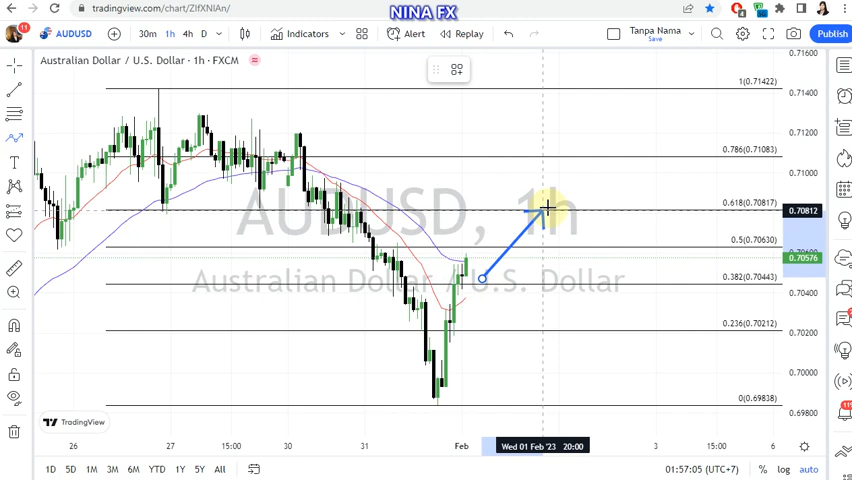 NINA FX
tradingview.com/chart/ZIfXNIAn/
11
AUDUSD
30m 1h 4h D
Indicators
Alert
Replay
Tanpa Nama
Save
Publish
Australian Dollar / U.S. Dollar · 1h · FXCM
AUDUSD, 1h
Australian Dollar / U.S. Dollar
1(0.71422)
0.786(0.71083)
0.618(0.70817)
0.5(0.70630)
0.382(0.70443)
0.236(0.70212)
0(0.69838)
0.71600
0.71200
0.71000
0.70812
0.70576
0.70400
0.70200
0.70000
0.69800
TradingView
26 27 15:00 30 31 Feb Wed 01 Feb '23 20:00 3 15:00 6
1D 5D 1M 3M 6M YTD 1Y 5Y All
01:57:05 (UTC+7) % log auto